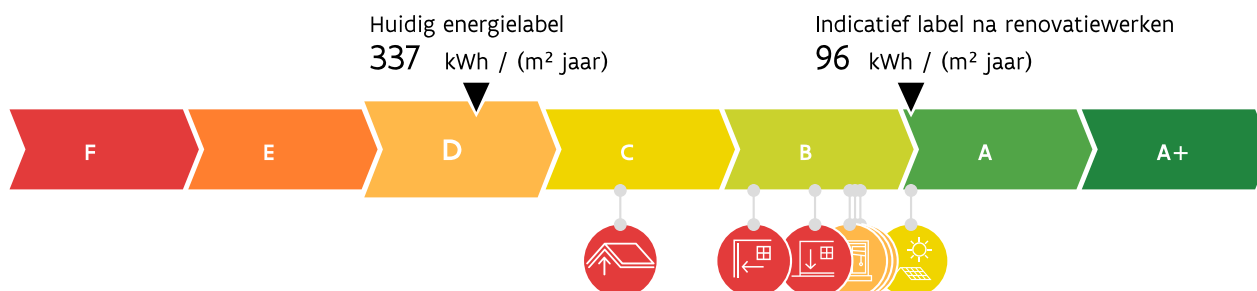 Huidig energielabel
337 kWh / (m² jaar)
Indicatief label na renovatiewerken
96 kWh / (m² jaar)
F E D C B A A+